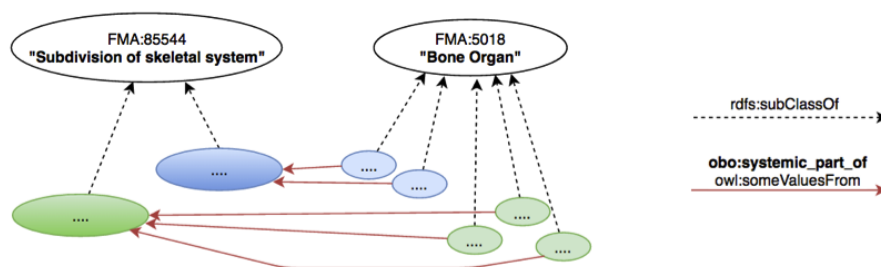 FMA:85544
"Subdivision of skeletal system"
FMA:5018
"Bone Organ"
rdfs:subClassOf
obo:systemic_part_of
owl:someValuesFrom
....
....
....
....
....
....
....